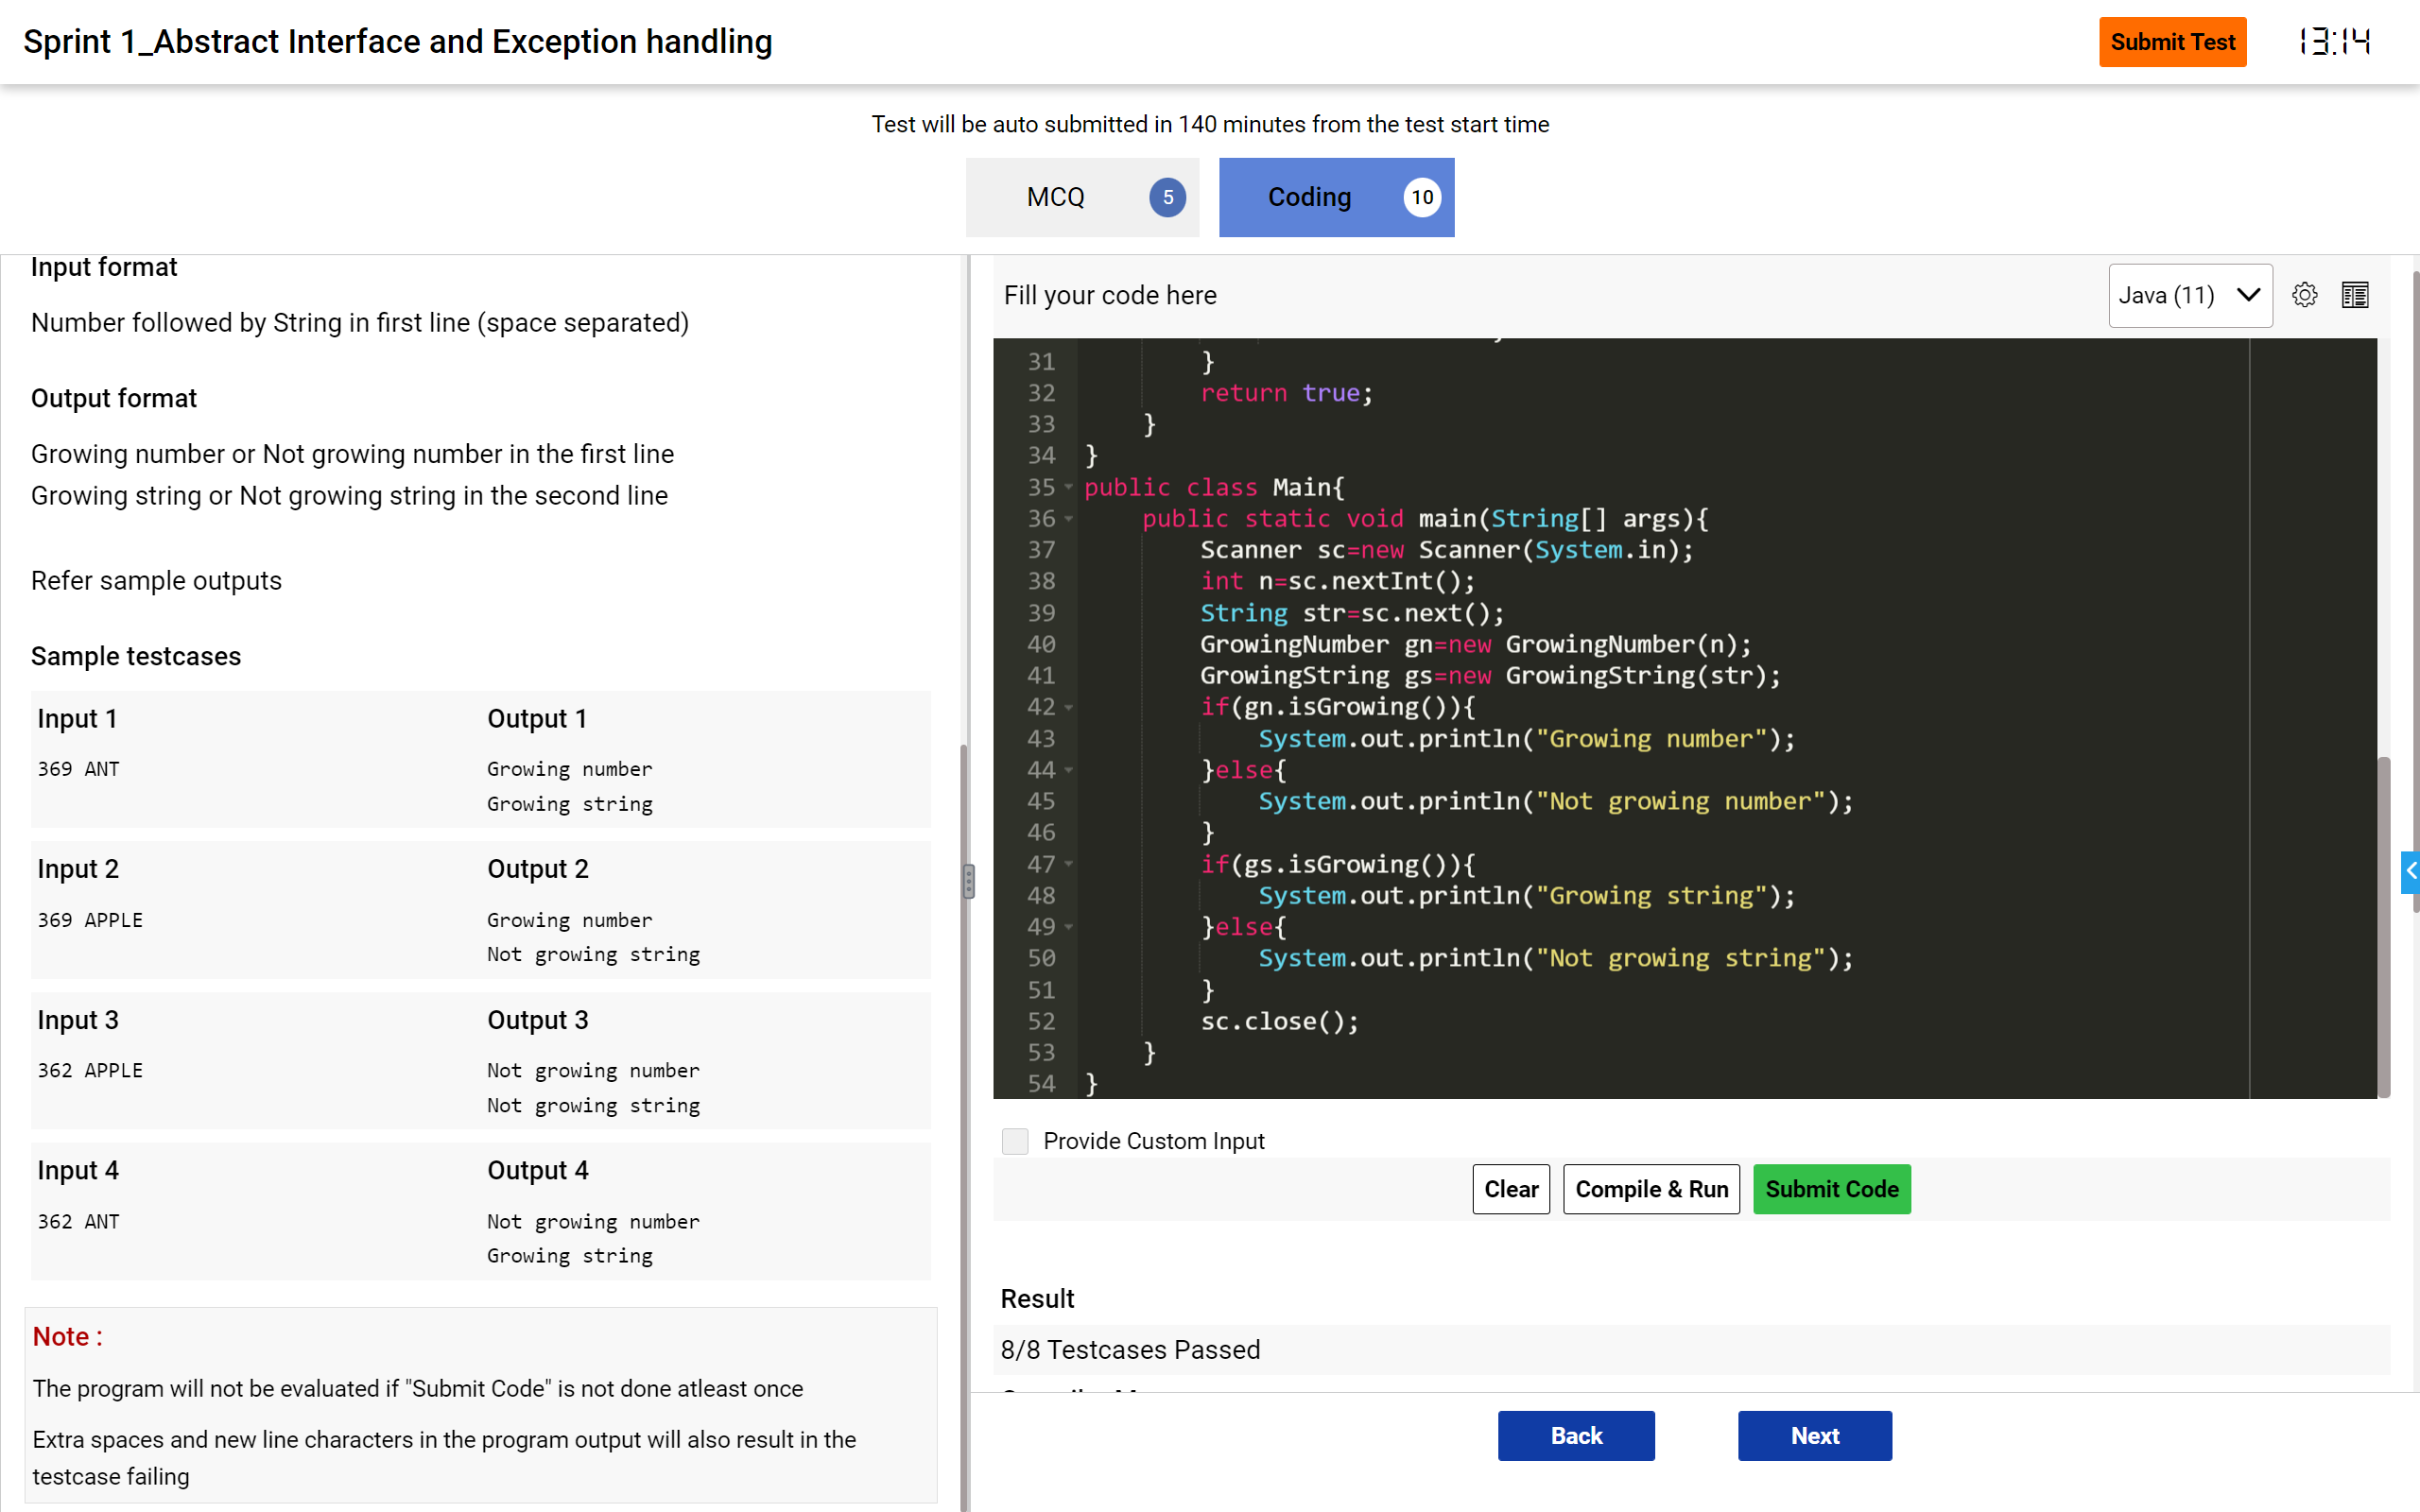 Sprint 1_Abstract Interface and Exception handling
Submit Test
13:14
Test will be auto submitted in 140 minutes from the test start time
MCQ 5
Coding 10
Input format
Number followed by String in first line (space separated)
Output format
Growing number or Not growing number in the first line
Growing string or Not growing string in the second line
Refer sample outputs
Sample testcases
Input 1 Output 1
369 ANT Growing number
Growing string
Input 2 Output 2
369 APPLE Growing number
Not growing string
Input 3 Output 3
362 APPLE Not growing number
Not growing string
Input 4 Output 4
362 ANT Not growing number
Growing string
Note :
The program will not be evaluated if "Submit Code" is not done atleast once
Extra spaces and new line characters in the program output will also result in the
testcase failing
Fill your code here
Java (11)
31 }
32 return true;
33 }
34 }
35 public class Main{
36 public static void main(String[] args){
37 Scanner sc=new Scanner(System.in);
38 int n=sc.nextInt();
39 String str=sc.next();
40 GrowingNumber gn=new GrowingNumber(n);
41 GrowingString gs=new GrowingString(str);
42 if(gn.isGrowing()){
43 System.out.println("Growing number");
44 }else{
45 System.out.println("Not growing number");
46 }
47 if(gs.isGrowing()){
48 System.out.println("Growing string");
49 }else{
50 System.out.println("Not growing string");
51 }
52 sc.close();
53 }
54 }
Provide Custom Input
Clear
Compile & Run
Submit Code
Result
8/8 Testcases Passed
Back
Next